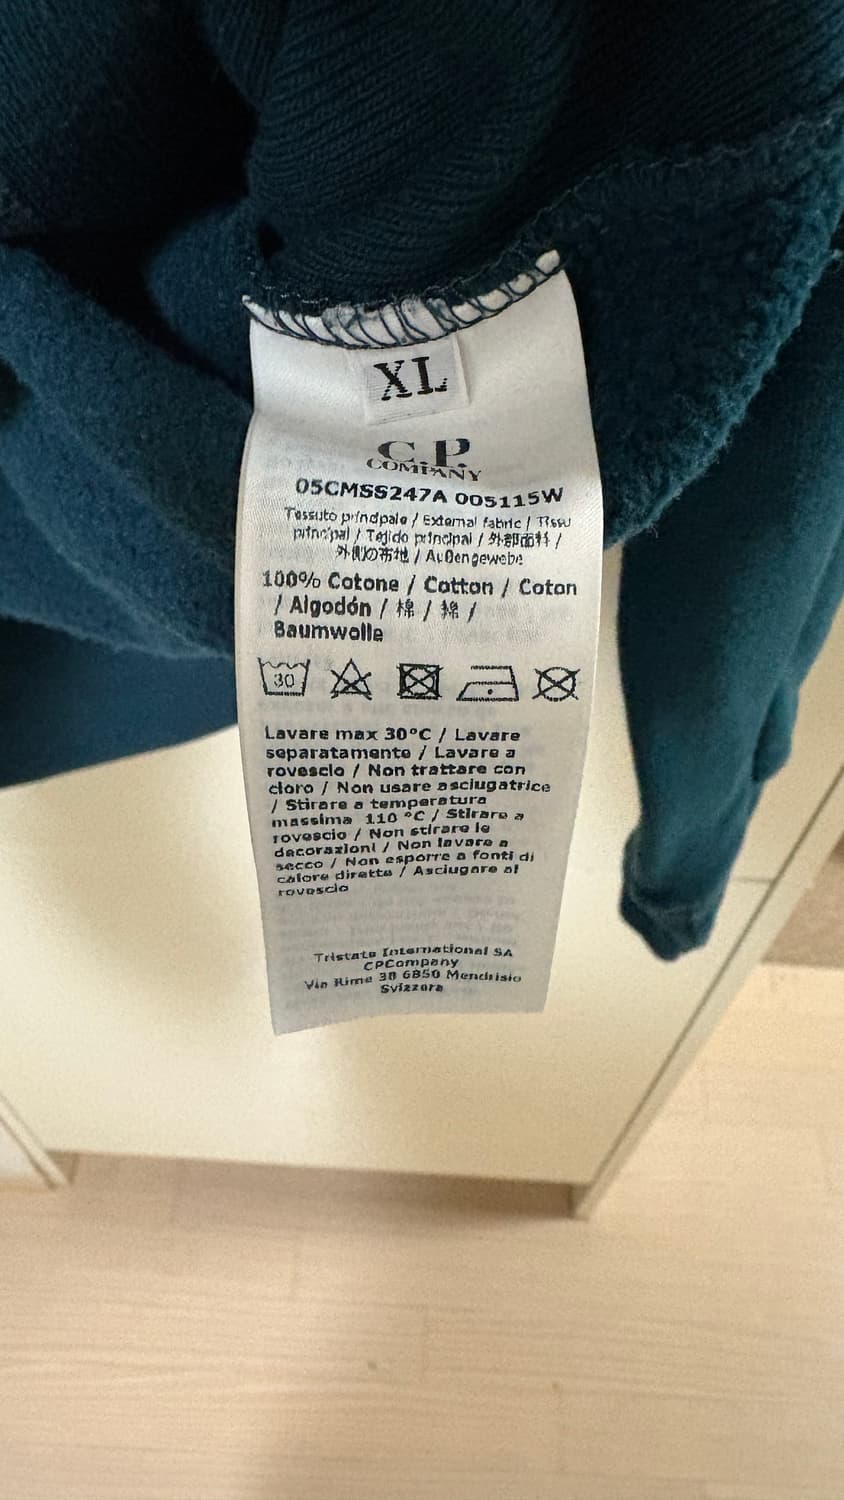 XL
C.P.
COMPANY
05CMSS247A 005115W
Tessuto principale / External fabric / Tissu
principal / Tejido principal / 外部面料 /
外側の布地 / Außengewebe
100% Cotone / Cotton / Coton
/ Algodón / 棉 / 綿 /
Baumwolle
30
Lavare max 30°C / Lavare
separatamente / Lavare a
rovescio / Non trattare con
cloro / Non usare asciugatrice
/ Stirare a temperatura
massima 110 °C / Stirare a
rovescio / Non stirare le
decorazioni / Non lavare a
secco / Non esporre a fonti di
calore dirette / Asciugare al
rovescio
Tristate International SA
CPCompany
Via Rime 38 6850 Mendrisio
Svizzera